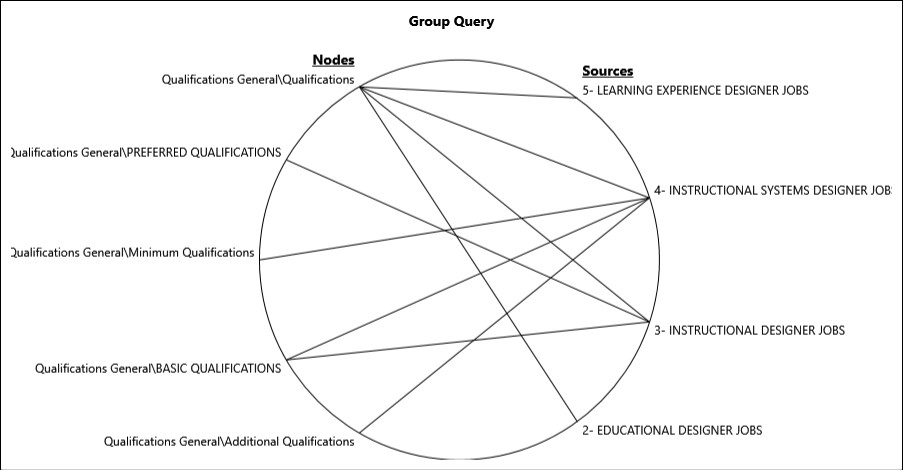 Group Query
Nodes
Qualifications General\Qualifications
Qualifications General\PREFERRED QUALIFICATIONS
Qualifications General\Minimum Qualifications
Qualifications General\BASIC QUALIFICATIONS
Qualifications General\Additional Qualifications
Sources
5- LEARNING EXPERIENCE DESIGNER JOBS
4- INSTRUCTIONAL SYSTEMS DESIGNER JOB
3- INSTRUCTIONAL DESIGNER JOBS
2- EDUCATIONAL DESIGNER JOBS